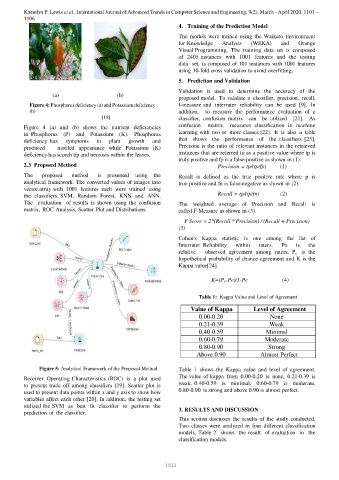 Khenilyn P. Lewis et al., International Journal of Advanced Trends in Computer Science and Engineering, 9(2), March - April 2020, 1101 –
1106
(a) (b)
Figure 4: Phosphorus deficiency (a) and Potassium deficiency
(b)
[18]
Figure 4 (a) and (b) shows the nutrient deficiencies
in Phosphorus (P) and Potassium (K). Phosphorus
deficiency has symptoms in plant growth and
produced mottled appearance while Potassium (K)
deficiency has scorch tip and necrosis within the leaves.
2.3 Proposed Method
The proposed method is presented using the
analytical framework. The converted values of images into
vector array with 1001 features each were trained using
the classifiers, SVM, Random Forest, KNN and ANN.
The evaluation of results is shown using the confusion
matrix, ROC Analysis, Scatter Plot and Distributions.
Figure 5: Analytical Framework of the Proposed Method
Receiver Operating Characteristics (ROC) is a plot used
to present trade off among classifiers [19]. Scatter plot is
used to present data points within x and y axis to show how
variables affect each other [20]. In addition, the testing set
utilized the SVM as best fit classifier to perform the
prediction of the classifier.
4. Training of the Prediction Model
The models were trained using the Waikato Environment
for Knowledge Analysis (WEKA) and Orange
Visual Programming. The training data set is composed
of 2405 instances with 1001 features and the testing
data set is composed of 101 instances with 1001 features
using 10-fold cross validation to avoid overfitting.
5. Prediction and Validation
Validation is used to determine the accuracy of the
proposed model. To validate a classifier, precision, recall,
f-measure and interrater reliability can be used [9]. In
addition, to measure the performance evaluation of a
classifier, confusion matrix can be utilized [21]. As
confusion matrix measures classification in machine
learning with two or more classes [22]. It is also a table
that shows the performance of the classifiers [23].
Precision is the ratio of relevant instances in the retrieved
instances that are referred to as a positive value where tp is
truly positive and fp is a false-positive as shown in (1).
Precision = tp/(tp/fp) (1)
Recall is defined as the true positive rate where p is
true positive and fn is false-negative as shown in (2).
Recall = tp/(tp/fn) (2)
The weighted average of Precision and Recall is
called F-Measure as shown in (3).
F Score = 2*(Recall * Precision) / (Recall + Precision)
(3)
Cohen's Kappa statistic is one among the list of
Interrater Reliability within raters. Po is the
relative observed agreement among raters. Pc is the
hypothetical probability of chance agreement and K is the
Kappa value[24].
K=(Po-Pc)/1-Pc (4)
Table 1: Kappa Value and Level of Agreement
Value of Kappa Level of Agreement
0.00-0.20 None
0.21-0.39 Weak
0.40-0.59 Minimal
0.60-0.79 Moderate
0.80-0.90 Strong
Above 0.90 Almost Perfect
Table 1 shows the Kappa value and level of agreement.
The value of kappa from 0.00-0.20 is none, 0.21-0.39 is
weak, 0.40-0.59 is minimal, 0.60-0.79 is moderate,
0.80-0.90 is strong and above 0.90 is almost perfect.
3. RESULTS AND DISCUSSION
This section discusses the results of the study conducted.
Two classes were analyzed in four different classification
models. Table 2 shows the result of evaluation in the
classification models.
1103